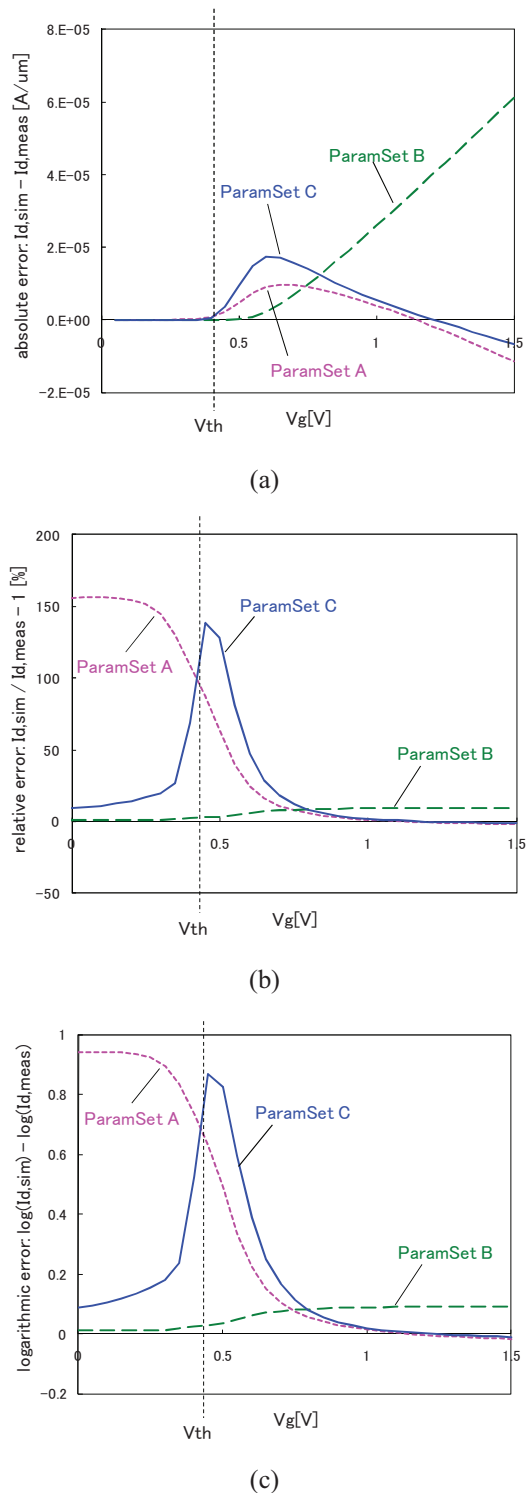 absolute error: Id,sim − Id,meas [A/um]
8.E-05
6.E-05
4.E-05
2.E-05
0.E+00
-2.E-05
ParamSet B
ParamSet C
ParamSet A
0
0.5
1
1.5
Vth
Vg[V]
(a)
relative error: Id,sim / Id,meas − 1 [%]
200
150
100
50
0
-50
ParamSet C
ParamSet A
ParamSet B
0
0.5
1
1.5
Vth
Vg[V]
(b)
logarithmic error: log(Id,sim) − log(Id,meas)
1
0.8
0.6
0.4
0.2
0
-0.2
ParamSet A
ParamSet C
ParamSet B
0
0.5
1
1.5
Vth
Vg[V]
(c)